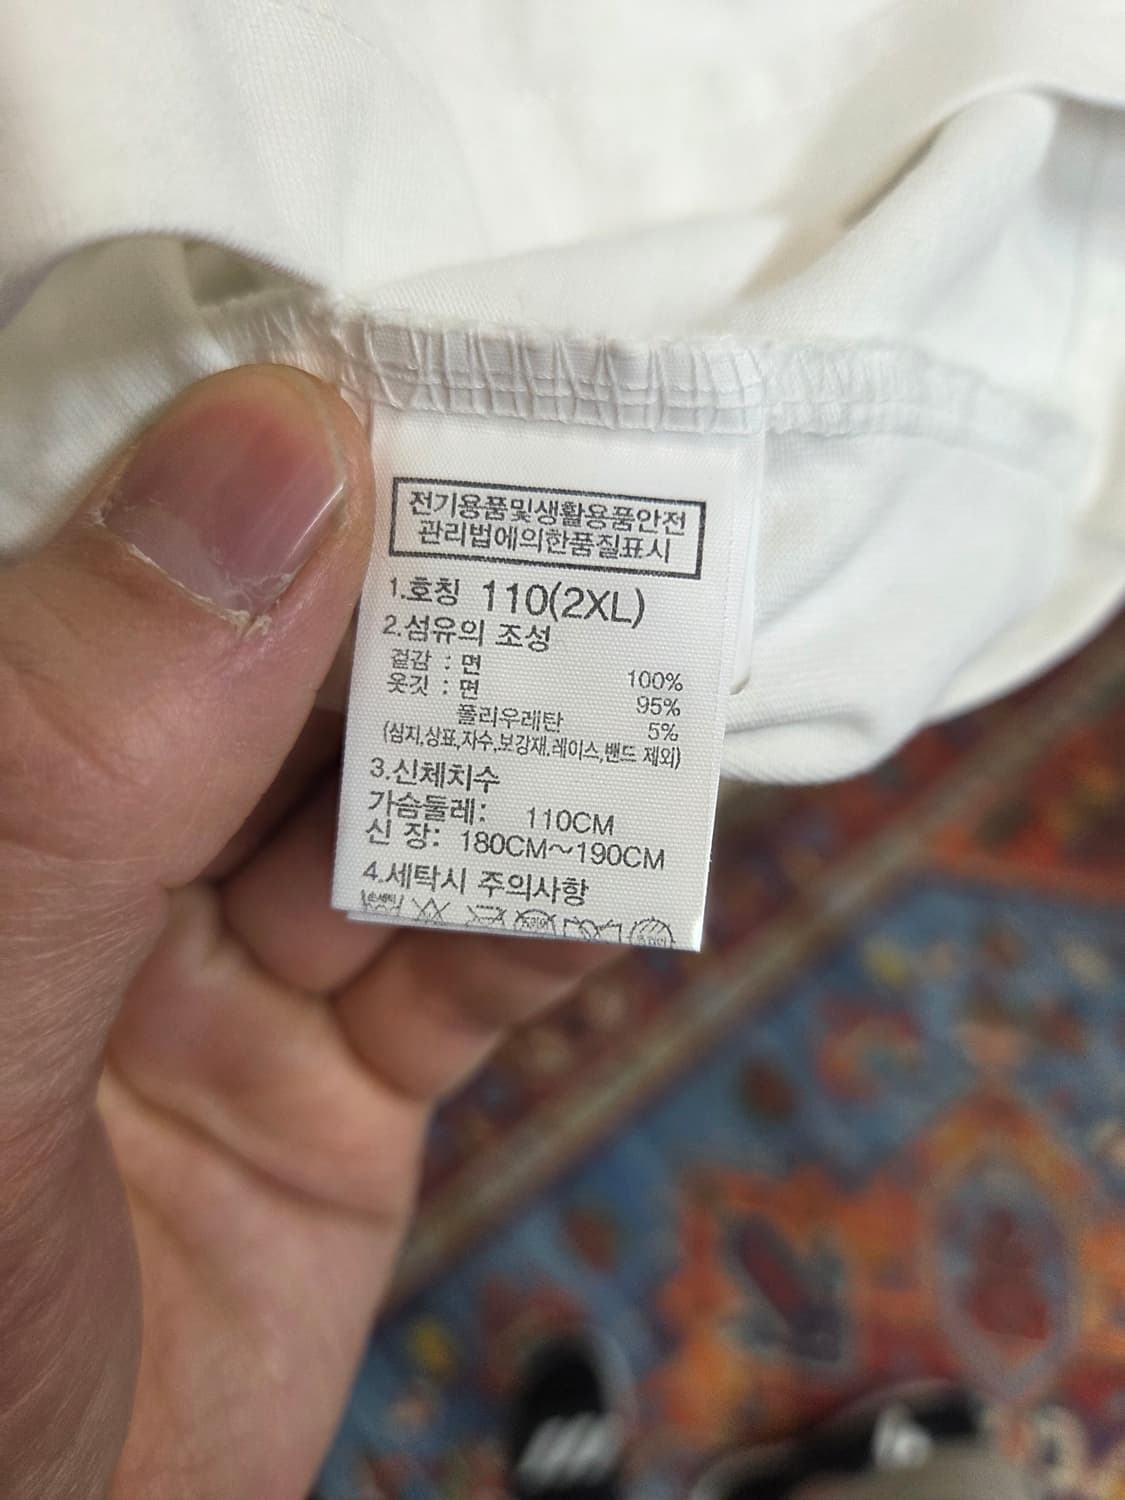 전기용품및생활용품안전
관리법에의한품질표시
1.호칭 110(2XL)
2.섬유의 조성
겉감 : 면 100%
옷깃 : 면 95%
폴리우레탄 5%
(심지,상표,자수,보강재,레이스,밴드 제외)
3.신체치수
가슴둘레: 110CM
신 장: 180CM~190CM
4.세탁시 주의사항
손세탁